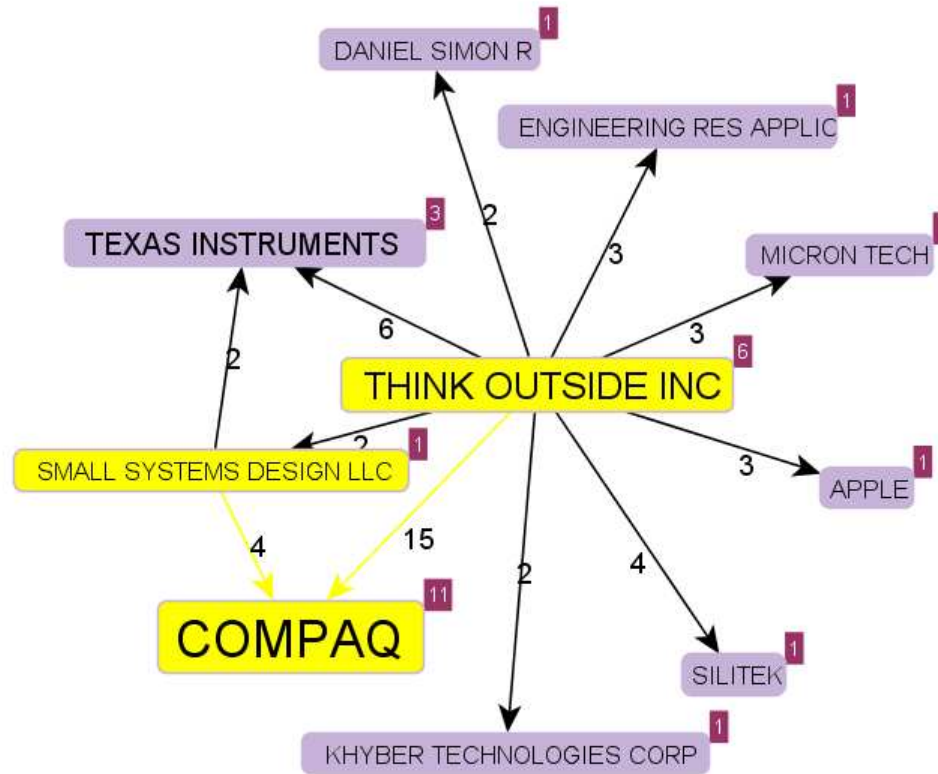 1
DANIEL SIMON R
1
ENGINEERING RES APPLIC
3
TEXAS INSTRUMENTS
2
3
MICRON TECH
6
3
2
6
THINK OUTSIDE INC
2
1
SMALL SYSTEMS DESIGN LLC
3
1
APPLE
4
15
2
4
11
COMPAQ
1
SILITEK
1
KHYBER TECHNOLOGIES CORP